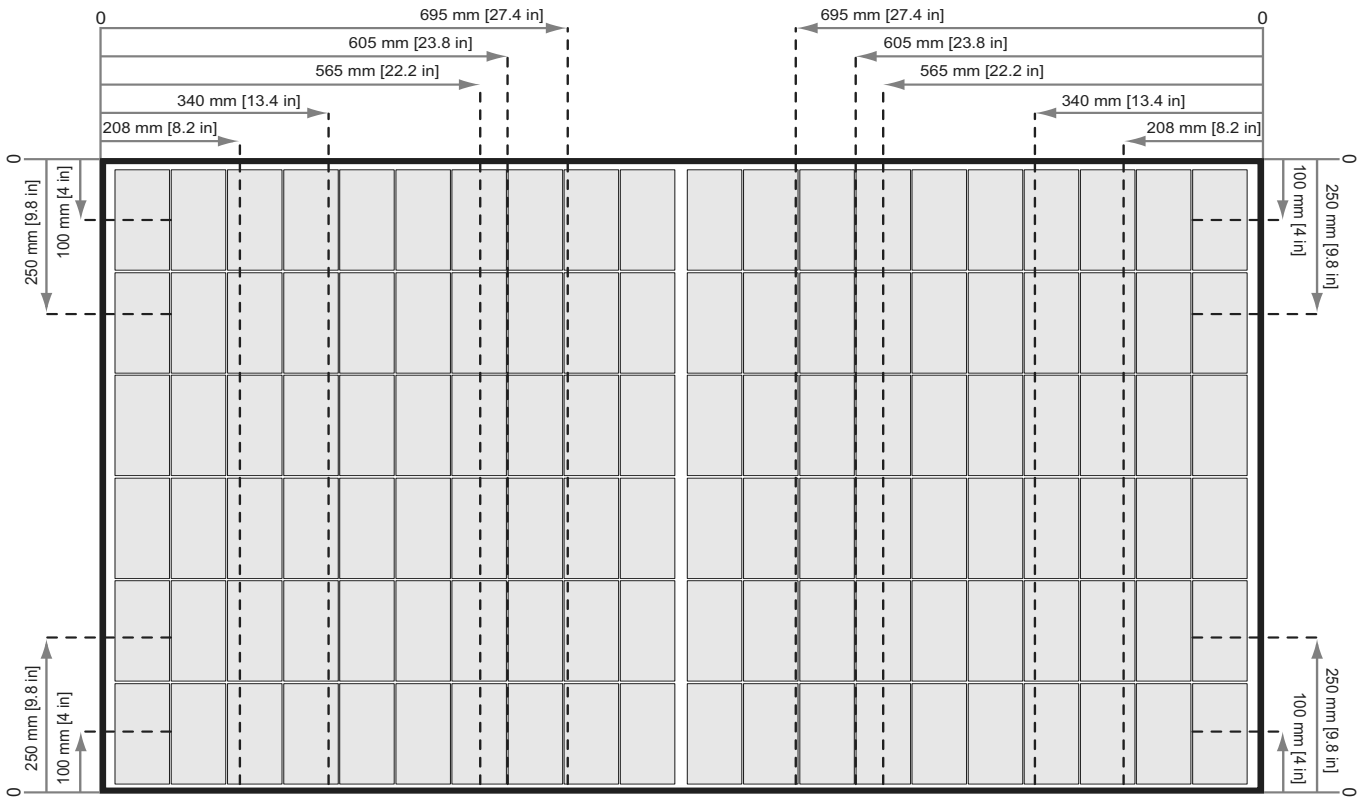 0
695 mm [27.4 in]
695 mm [27.4 in]
0
605 mm [23.8 in]
605 mm [23.8 in]
565 mm [22.2 in]
565 mm [22.2 in]
340 mm [13.4 in]
340 mm [13.4 in]
208 mm [8.2 in]
208 mm [8.2 in]
0
0
250 mm [9.8 in]
100 mm [4 in]
100 mm [4 in]
250 mm [9.8 in]
250 mm [9.8 in]
100 mm [4 in]
100 mm [4 in]
250 mm [9.8 in]
0
0